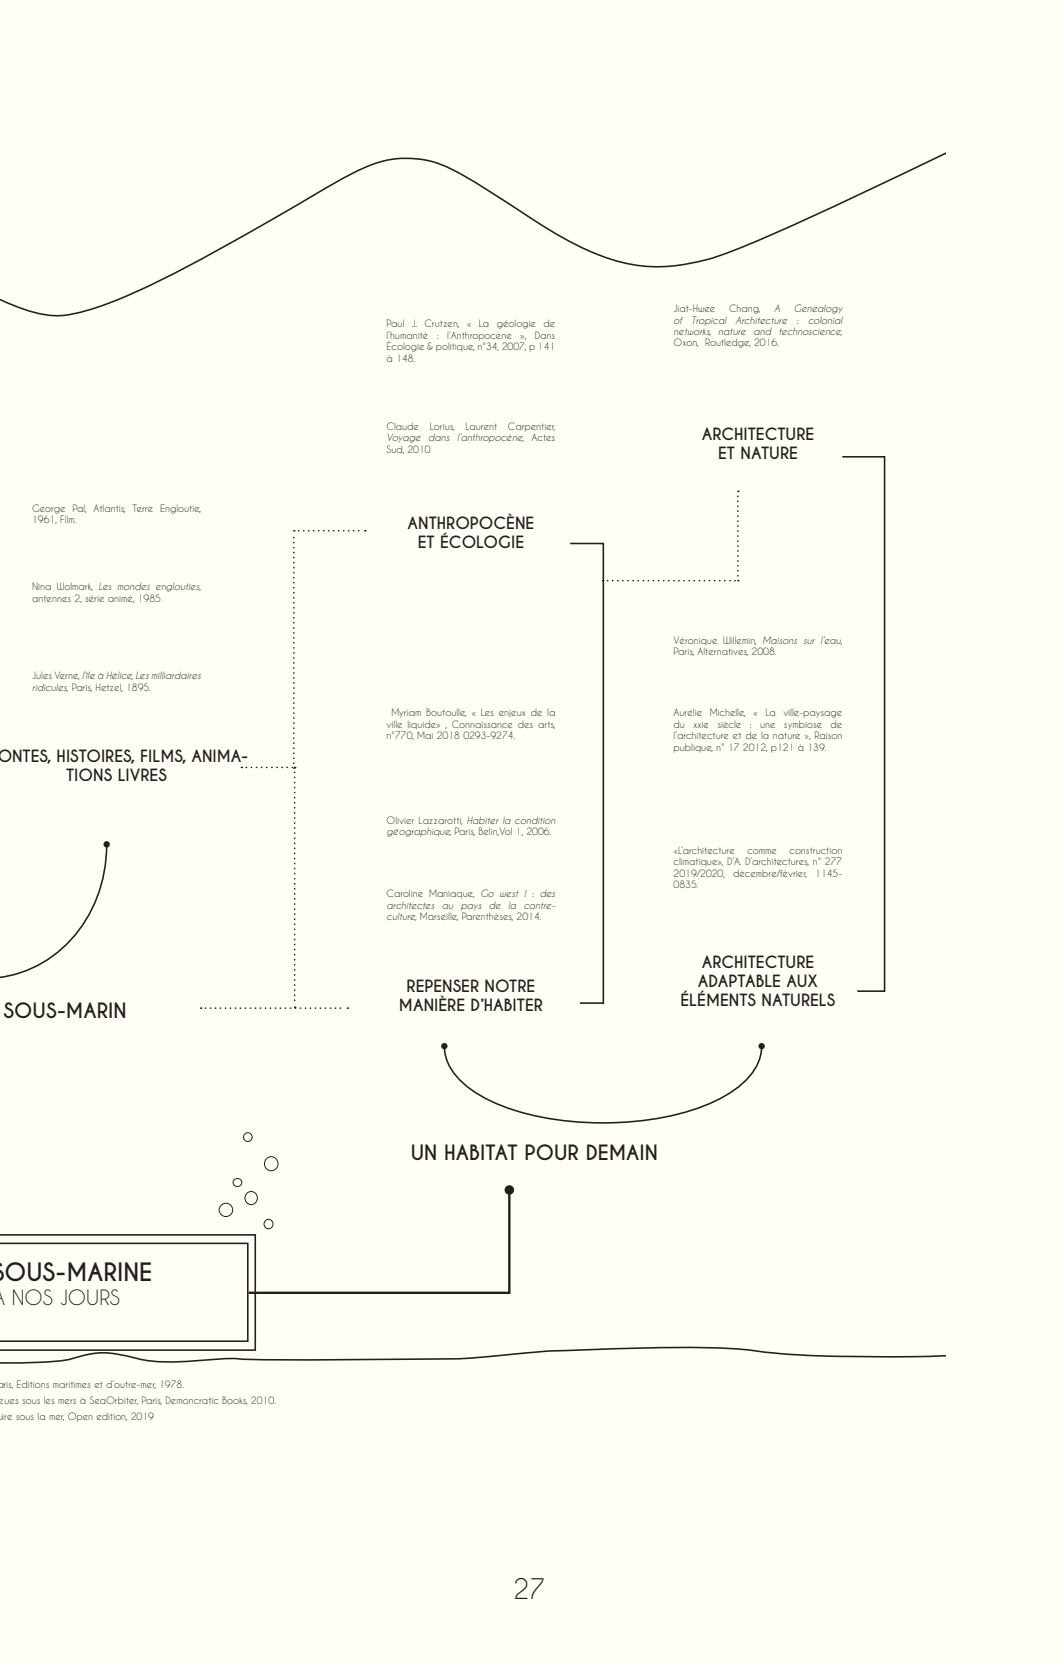 George Pal, Atlantis, Terre Engloutie,
1961, Film.
Nina Wolmark, Les mondes englouties,
antennes 2, série animé, 1985
Jules Verne, l'île à Hélice, Les milliardaires
ridicules, Paris, Hetzel, 1895.
ONTES, HISTOIRES, FILMS, ANIMA-
TIONS LIVRES
SOUS-MARIN
Paul J. Crutzen, « La géologie de
l'humanité : l'Anthropocène », Dans
Écologie & politique, n°34, 2007, p 141
à 148.
Claude Lorius, Laurent Carpentier,
Voyage dans l'anthropocène, Actes
Sud, 2010
ANTHROPOCÈNE
ET ÉCOLOGIE
Myriam Boutoulle, « Les enjeux de la
ville liquide» , Connaissance des arts,
n°770, Mai 2018 0293-9274.
Olivier Lazzarotti, Habiter la condition
géographique, Paris, Belin,Vol 1, 2006.
Caroline Maniaque, Go west ! : des
architectes au pays de la contre-
culture, Marseille, Parenthèses, 2014.
REPENSER NOTRE
MANIÈRE D'HABITER
Jiat-Hwee Chang, A Genealogy
of Tropical Architecture : colonial
networks, nature and technoscience,
Oxon, Routledge, 2016.
ARCHITECTURE
ET NATURE
Véronique Willemin, Maisons sur l'eau,
Paris, Alternatives, 2008.
Aurélie Michelle, « La ville-paysage
du xxie siècle : une symbiose de
l'architecture et de la nature », Raison
publique, n° 17 2012, p121 à 139.
«L'architecture comme construction
climatique», D'A. D'architectures, n° 277
2019/2020, décembre/février, 1145-
0835.
ARCHITECTURE
ADAPTABLE AUX
ÉLÉMENTS NATURELS
UN HABITAT POUR DEMAIN
SOUS-MARINE
À NOS JOURS
aris, Editions maritimes et d'outre-mer, 1978.
eues sous les mers à SeaOrbiter, Paris, Demoncratic Books, 2010.
uire sous la mer, Open edition, 2019
27